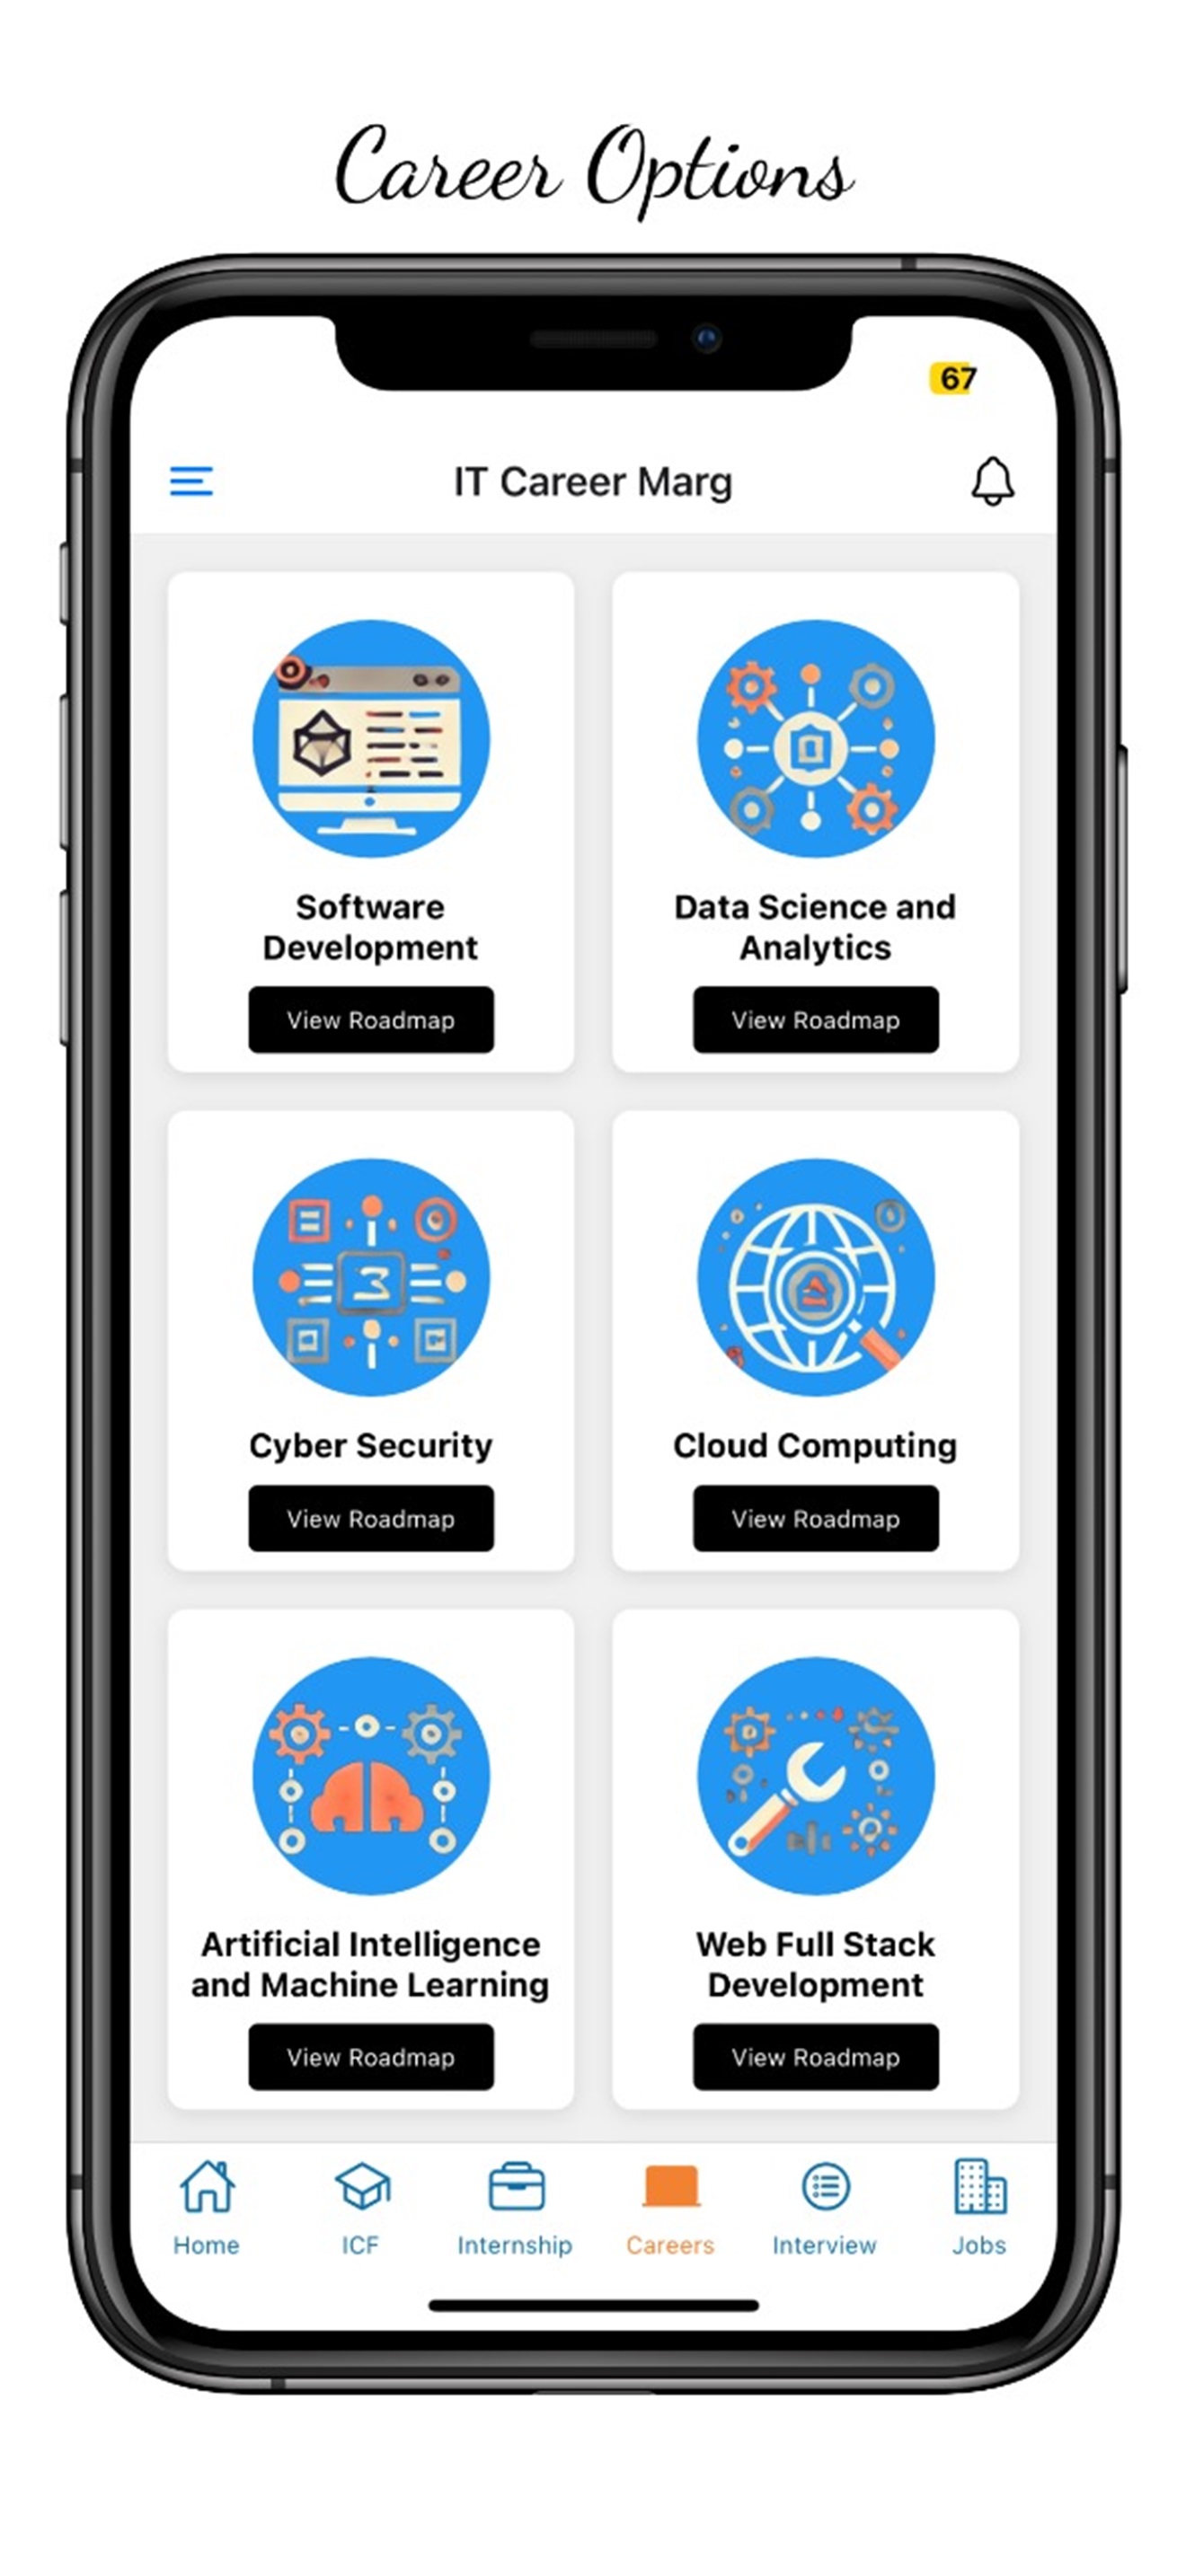 Career Options
67
IT Career Marg
Software
Development
View Roadmap
Data Science and
Analytics
View Roadmap
Cyber Security
View Roadmap
Cloud Computing
View Roadmap
Artificial Intelligence
and Machine Learning
View Roadmap
Web Full Stack
Development
View Roadmap
Home
ICF
Internship
Careers
Interview
Jobs